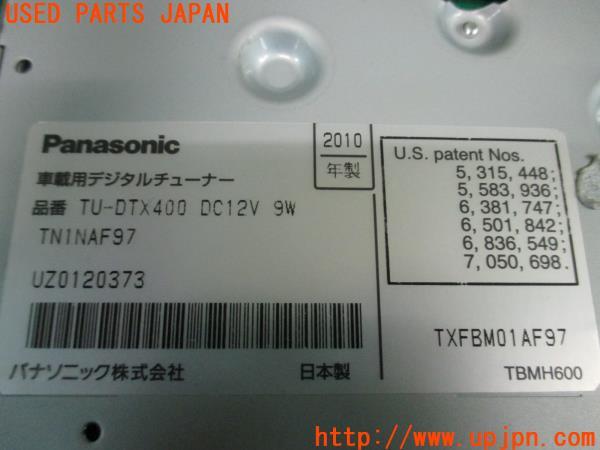 USED PARTS JAPAN
Panasonic
2010
年製
車載用デジタルチューナー
品番 TU-DTX400 DC12V 9W
TN1NAF97
UZ0120373
パナソニック株式会社
日本製
U.S. patent Nos.
5, 315, 448;
5, 583, 936;
6, 381, 747;
6, 501, 842;
6, 836, 549;
7, 050, 698.
TXFBM01AF97
TBMH600
http://www.upjpn.com